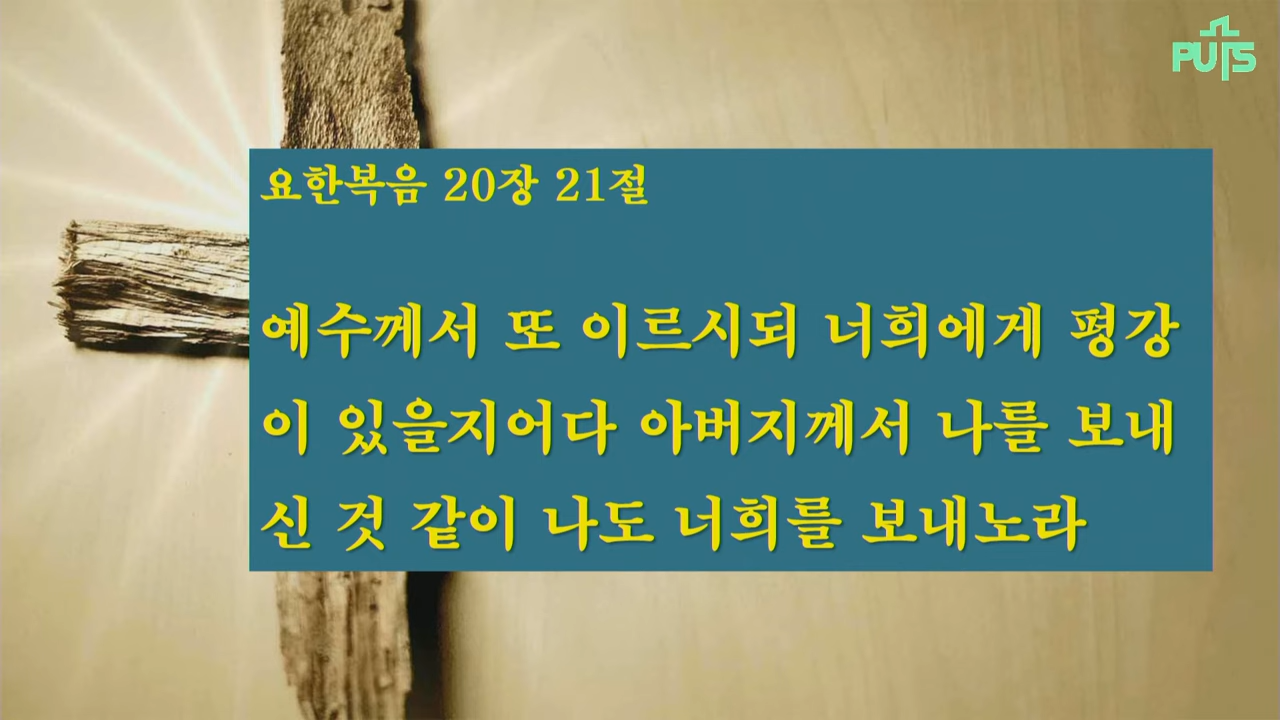 PUTS
요한복음 20장 21절
예수께서 또 이르시되 너희에게 평강
이 있을지어다 아버지께서 나를 보내
신 것 같이 나도 너희를 보내노라